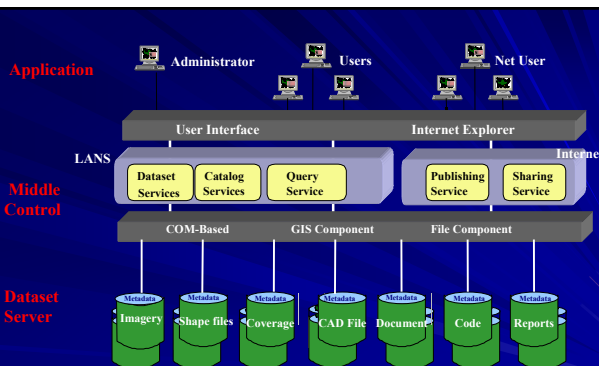 Application
Administrator
Users
Net User
User Interface
Internet Explorer
LANS
Interne
Middle
Control
Dataset
Services
Catalog
Services
Query
Service
Publishing
Service
Sharing
Service
COM-Based
GIS Component
File Component
Dataset
Server
Metadata
Metadata
Metadata
Metadata
Metadata
Metadata
Metadata
Imagery
Shape files
Coverage
CAD File
Document
Code
Reports